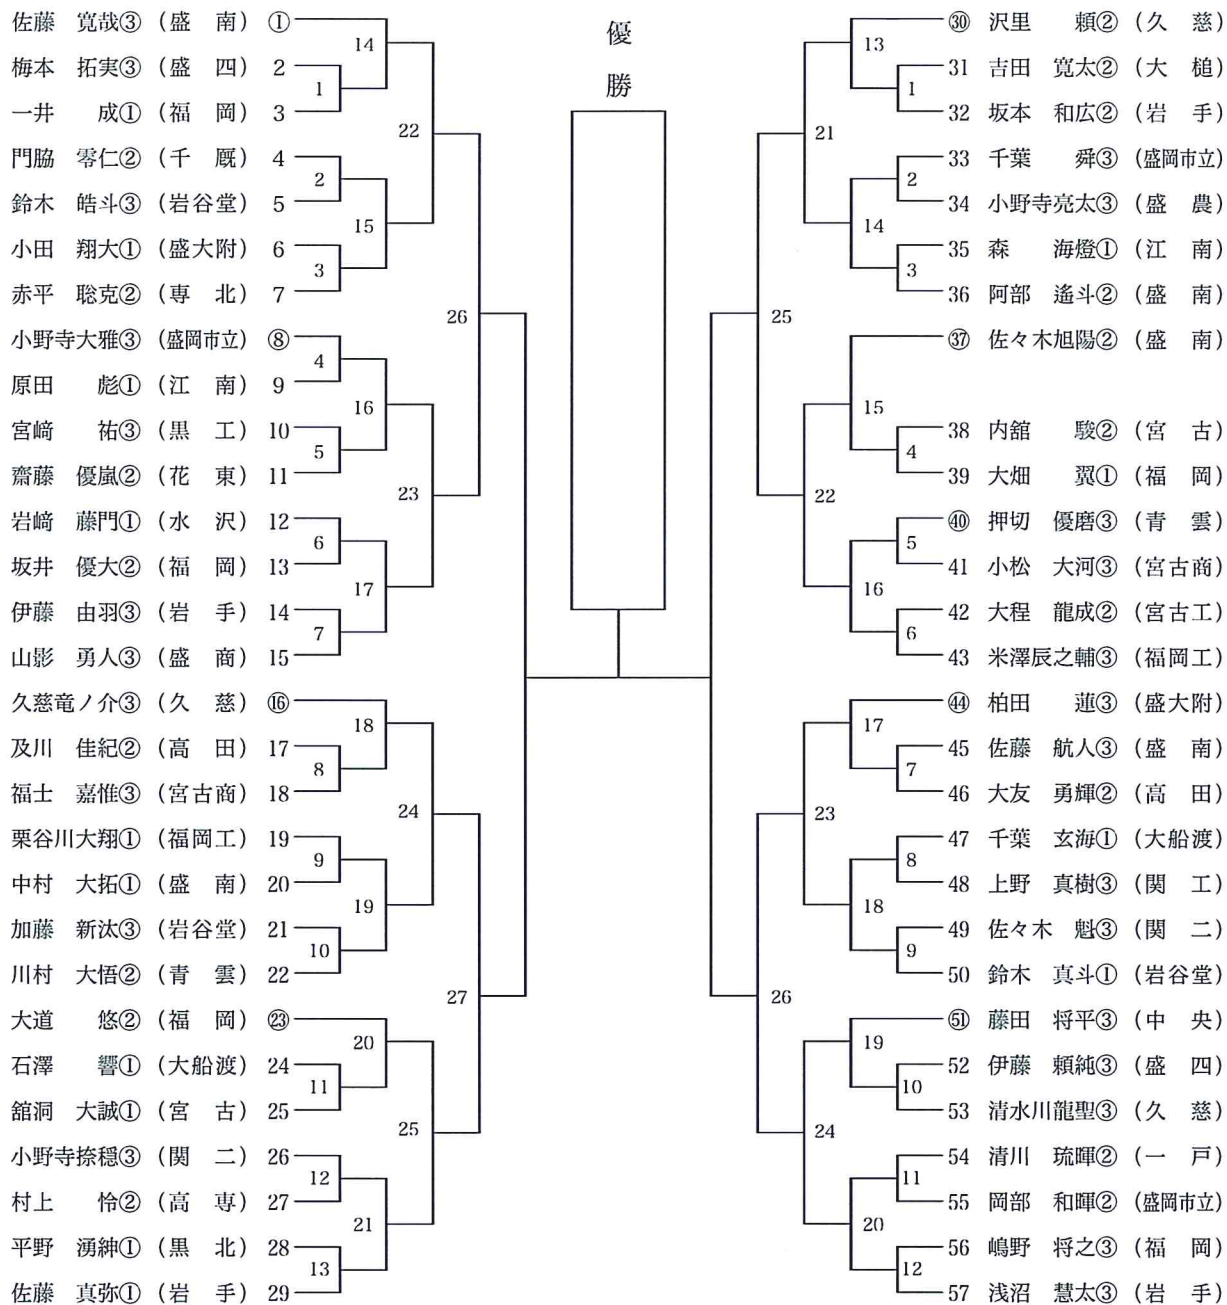 優
勝
佐藤 寛哉③ (盛 南) ①
梅本 拓実③ (盛 四) 2
一井 成① (福 岡) 3
門脇 零仁② (千 厩) 4
鈴木 皓斗③ (岩谷堂) 5
小田 翔大① (盛大附) 6
赤平 聡克② (専 北) 7
小野寺大雅③ (盛岡市立) ⑧
原田 彪① (江 南) 9
宮﨑 祐③ (黒 工) 10
齋藤 優嵐② (花 東) 11
岩﨑 藤門① (水 沢) 12
坂井 優大② (福 岡) 13
伊藤 由羽③ (岩 手) 14
山影 勇人③ (盛 商) 15
久慈竜ノ介③ (久 慈) ⑯
及川 佳紀② (高 田) 17
福士 嘉惟③ (宮古商) 18
栗谷川大翔① (福岡工) 19
中村 大拓① (盛 南) 20
加藤 新汰③ (岩谷堂) 21
川村 大悟② (青 雲) 22
大道 悠② (福 岡) ㉓
石澤 響① (大船渡) 24
舘洞 大誠① (宮 古) 25
小野寺捺穏③ (関 二) 26
村上 怜② (高 専) 27
平野 湧紳① (黒 北) 28
佐藤 真弥① (岩 手) 29
14
1
22
2
15
3
26
4
16
5
23
6
17
7
18
8
24
9
19
10
27
20
11
25
12
21
13
㉚ 沢里 頼② (久 慈)
31 吉田 寛太② (大 槌)
32 坂本 和広② (岩 手)
33 千葉 舜③ (盛岡市立)
34 小野寺亮太③ (盛 農)
35 森 海燈① (江 南)
36 阿部 遙斗② (盛 南)
㊲ 佐々木旭陽② (盛 南)
38 内舘 駿② (宮 古)
39 大畑 翼① (福 岡)
㊵ 押切 優磨③ (青 雲)
41 小松 大河③ (宮古商)
42 大程 龍成② (宮古工)
43 米澤辰之輔③ (福岡工)
㊹ 柏田 蓮③ (盛大附)
45 佐藤 航人③ (盛 南)
46 大友 勇輝② (高 田)
47 千葉 玄海① (大船渡)
48 上野 真樹③ (関 工)
49 佐々木 魁③ (関 二)
50 鈴木 真斗① (岩谷堂)
51 藤田 将平③ (中 央)
52 伊藤 頼純③ (盛 四)
53 清水川龍聖③ (久 慈)
54 清川 琉暉② (一 戸)
55 岡部 和暉② (盛岡市立)
56 嶋野 将之③ (福 岡)
57 浅沼 慧太③ (岩 手)
13
1
21
2
14
3
25
15
4
22
5
16
6
17
7
23
8
18
9
26
19
10
24
11
20
12